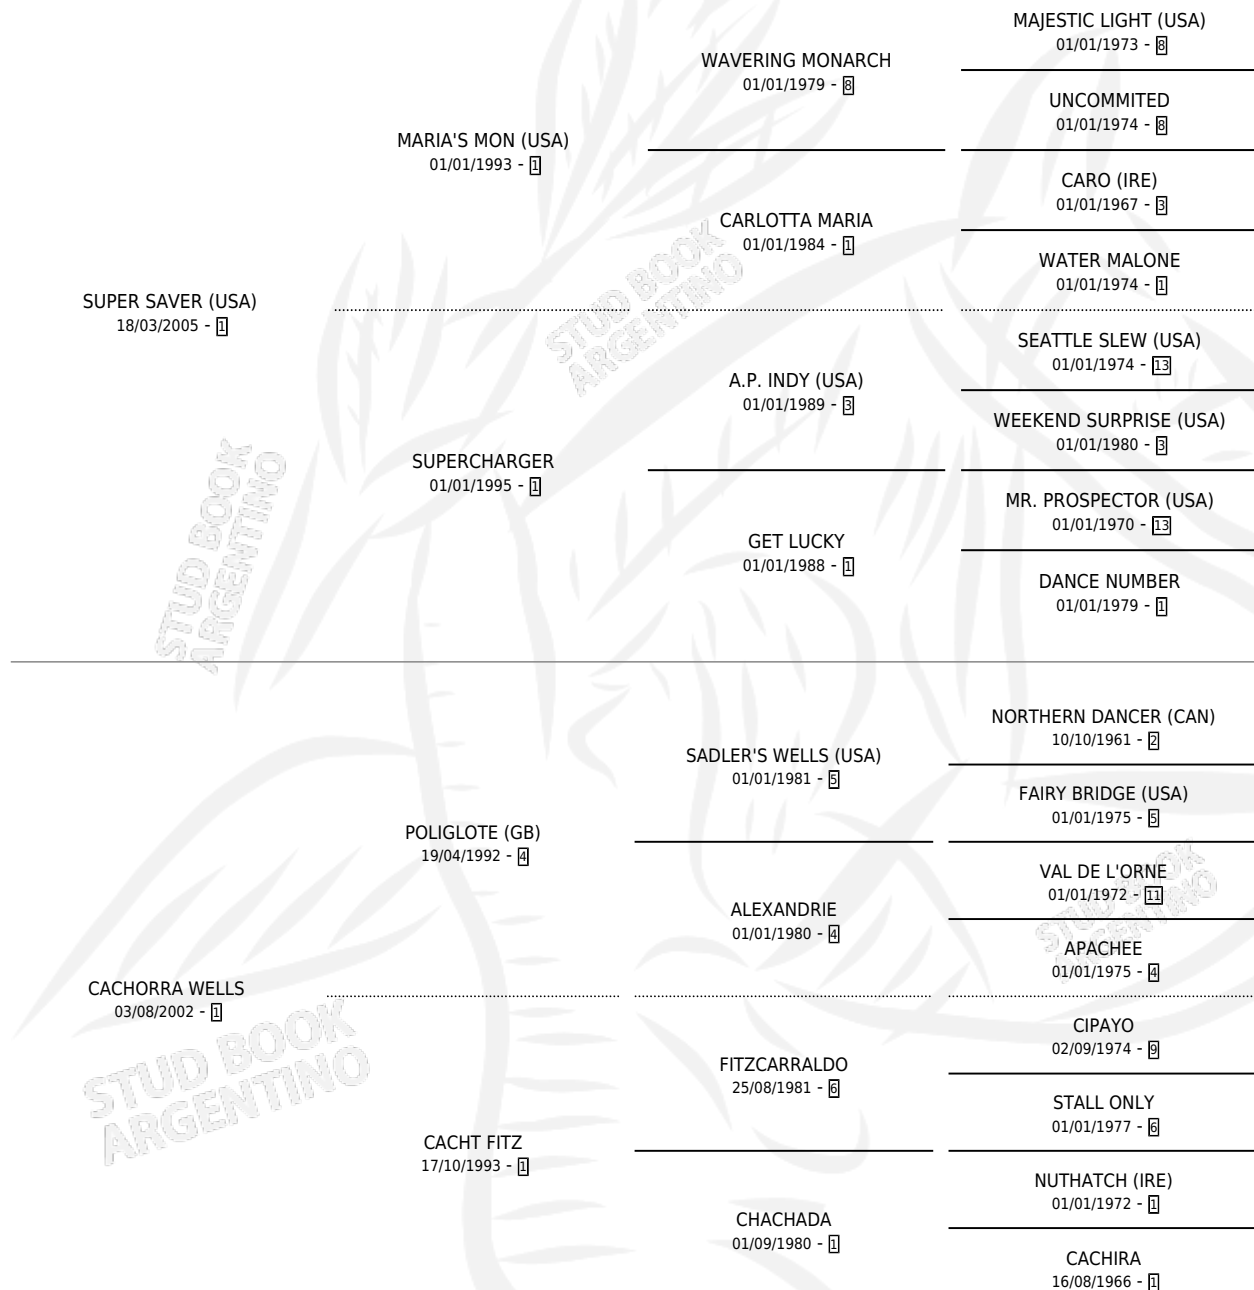 MAJESTIC LIGHT (USA)
01/01/1973 - 8
WAVERING MONARCH
01/01/1979 - 8
UNCOMMITED
01/01/1974 - 8
MARIA'S MON (USA)
01/01/1993 - 1
CARO (IRE)
01/01/1967 - 3
CARLOTTA MARIA
01/01/1984 - 1
WATER MALONE
01/01/1974 - 1
SUPER SAVER (USA)
18/03/2005 - 1
SEATTLE SLEW (USA)
01/01/1974 - 13
A.P. INDY (USA)
01/01/1989 - 3
WEEKEND SURPRISE (USA)
01/01/1980 - 3
SUPERCHARGER
01/01/1995 - 1
MR. PROSPECTOR (USA)
01/01/1970 - 13
GET LUCKY
01/01/1988 - 1
DANCE NUMBER
01/01/1979 - 1
NORTHERN DANCER (CAN)
10/10/1961 - 2
SADLER'S WELLS (USA)
01/01/1981 - 5
FAIRY BRIDGE (USA)
01/01/1975 - 5
POLIGLOTE (GB)
19/04/1992 - 4
VAL DE L'ORNE
01/01/1972 - 11
ALEXANDRIE
01/01/1980 - 4
APACHEE
01/01/1975 - 4
CACHORRA WELLS
03/08/2002 - 1
CIPAYO
02/09/1974 - 9
FITZCARRALDO
25/08/1981 - 6
STALL ONLY
01/01/1977 - 6
CACHT FITZ
17/10/1993 - 1
NUTHATCH (IRE)
01/01/1972 - 1
CHACHADA
01/09/1980 - 1
CACHIRA
16/08/1966 - 1
STUD BOOK
ARGENTINO
STUD BOOK
ARGENTINO
STUD BOOK
ARGENTINO
STUD BOOK
ARGENTINO